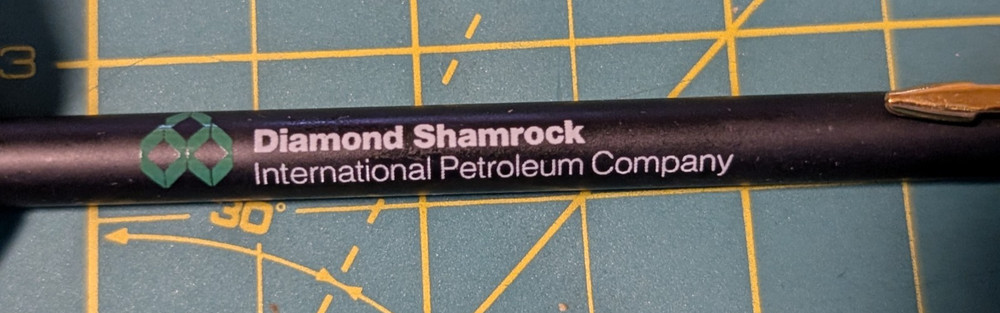 3
Diamond Shamrock
International Petroleum Company
30°